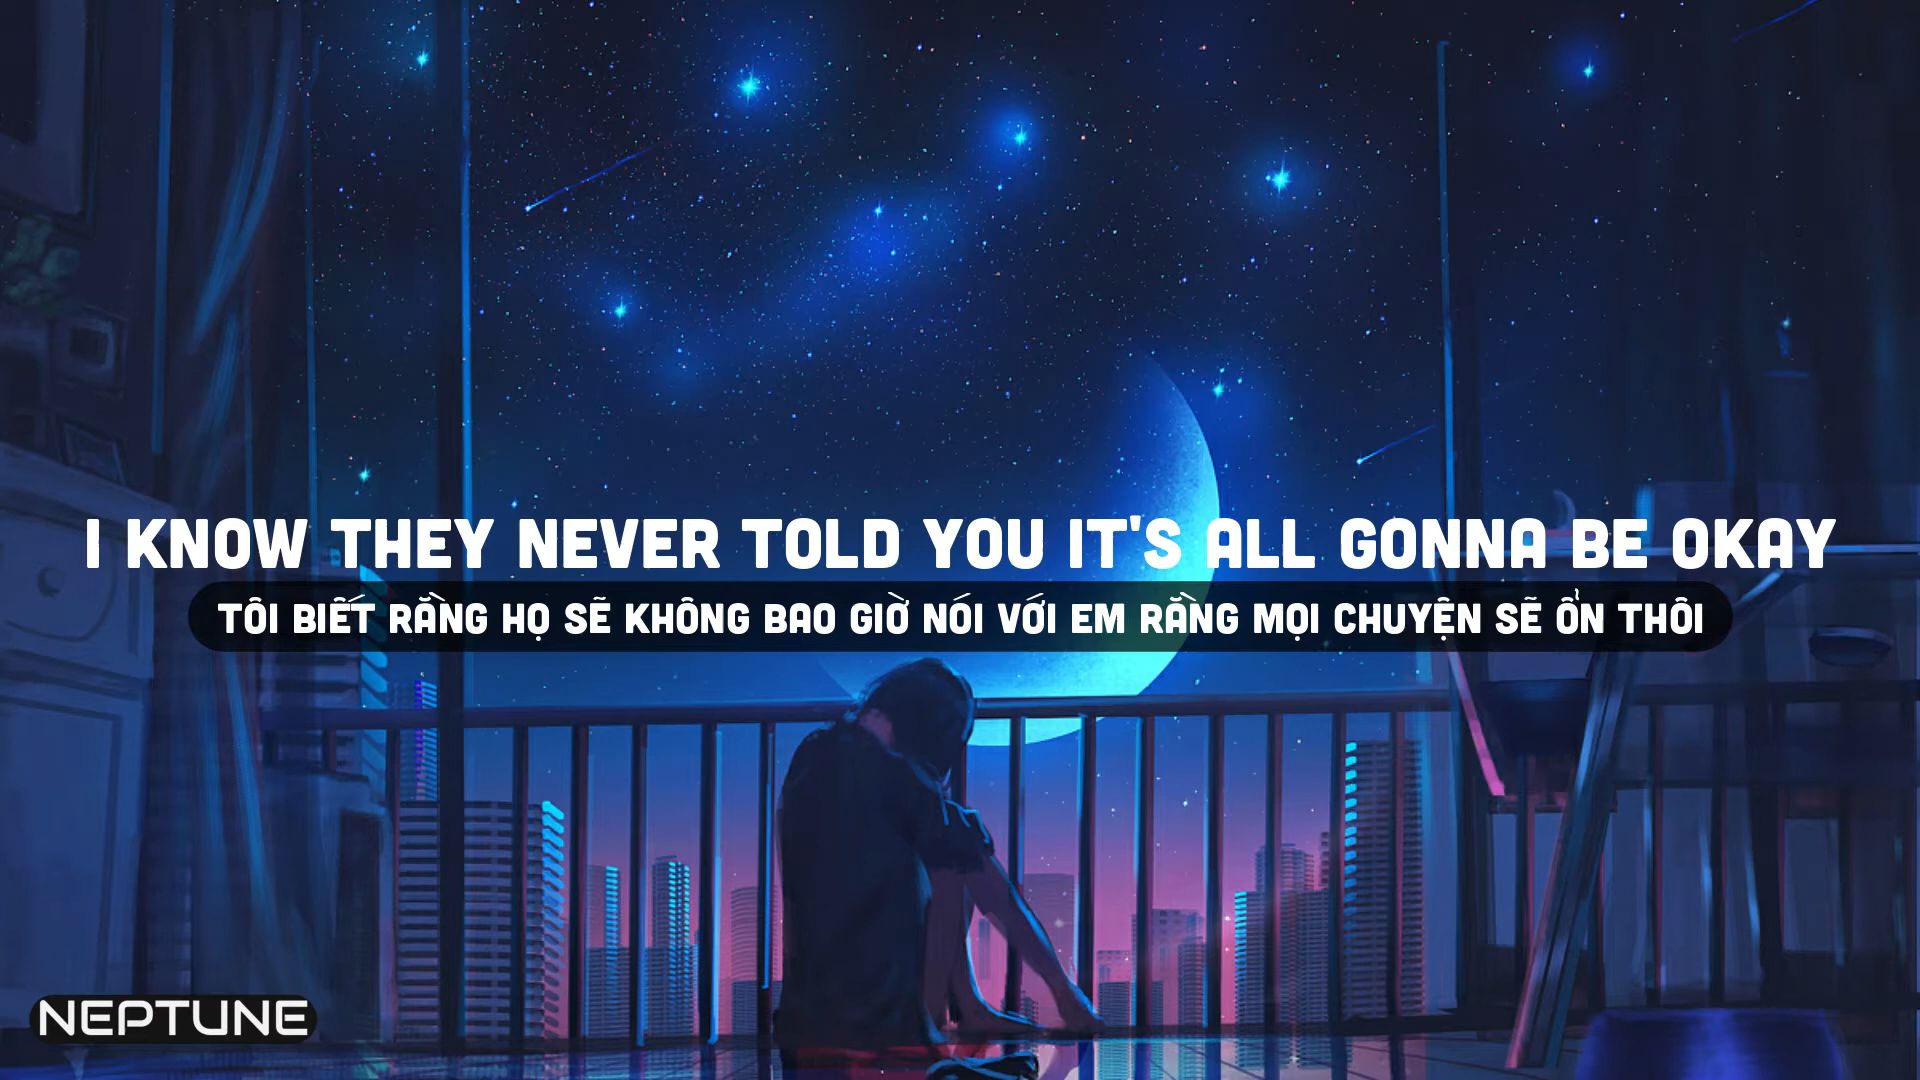 I KNOW THEY NEVER TOLD YOU IT'S ALL GONNA BE OKAY
TÔI BIẾT RẰNG HỌ SẼ KHÔNG BAO GIỜ NÓI VỚI EM RẰNG MỌI CHUYỆN SẼ ỔN THÔI
NEPTUNE